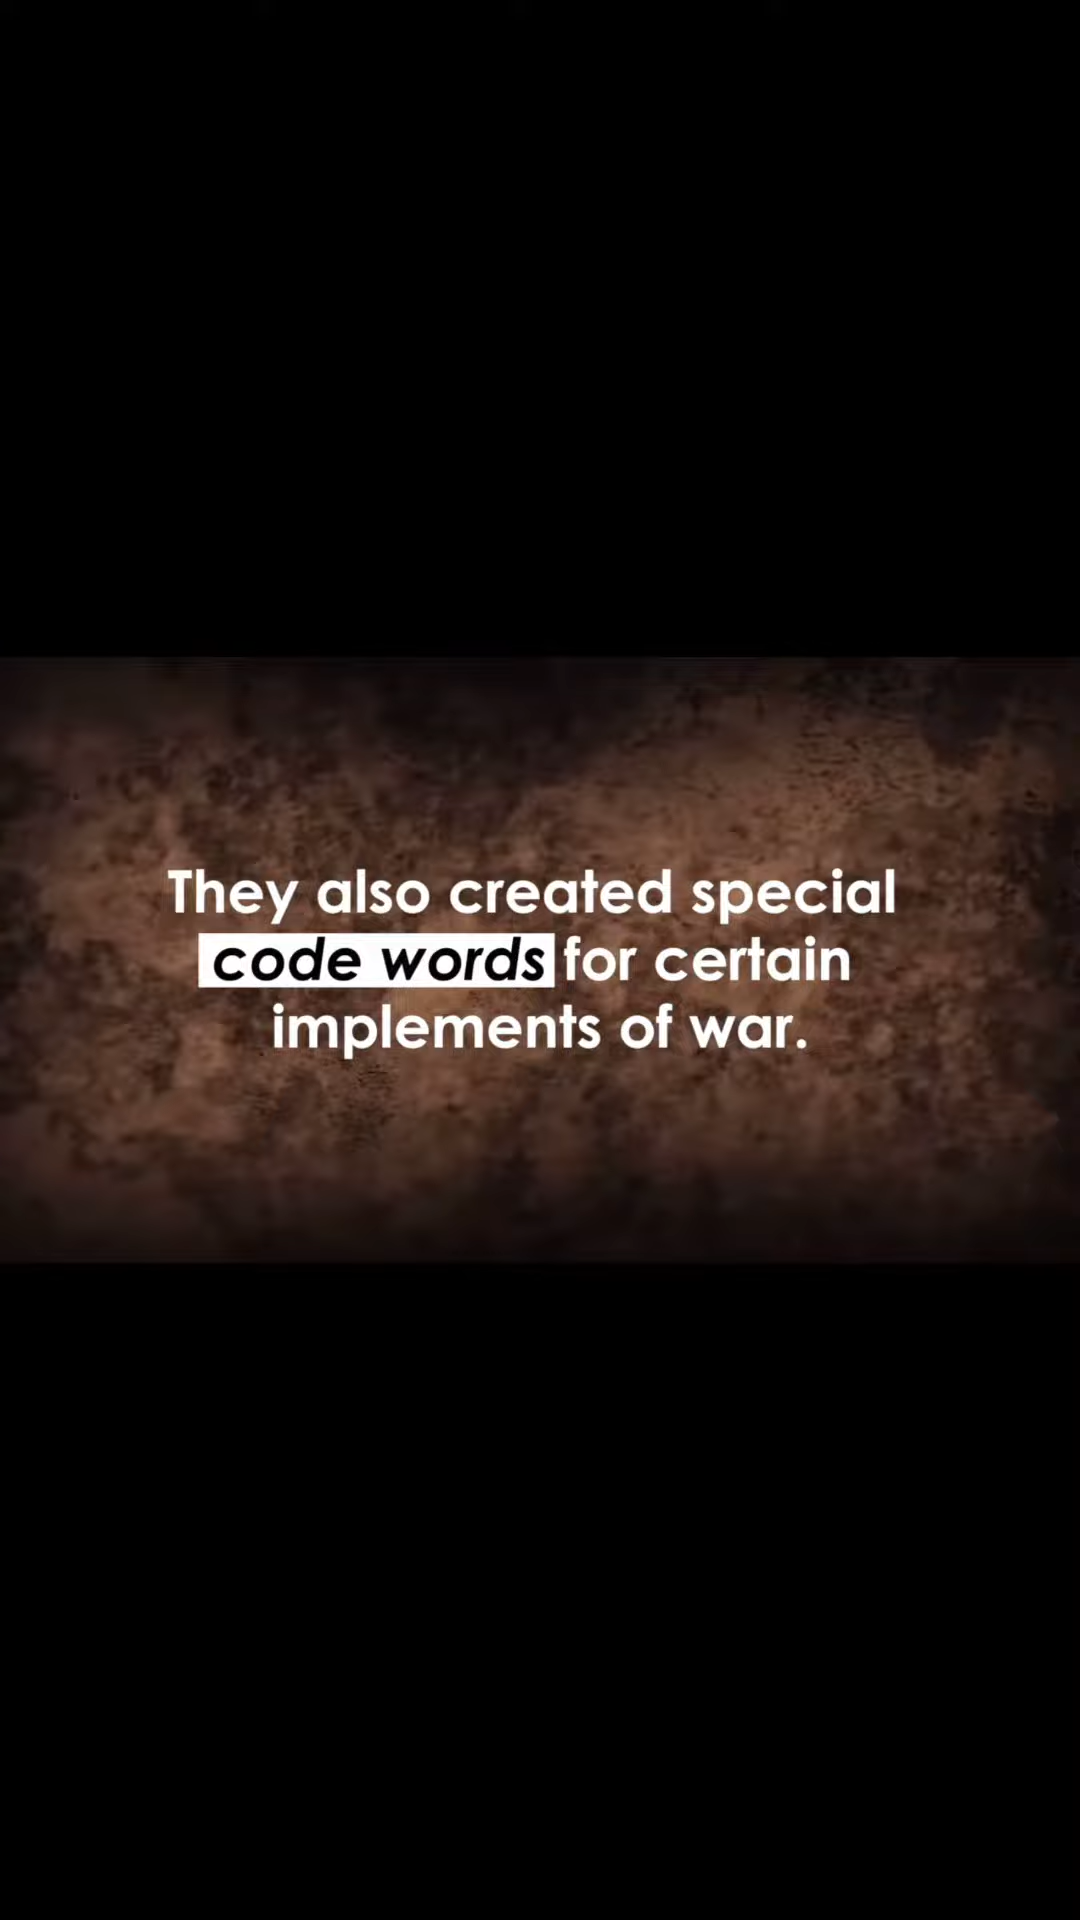 They also created special
code words for certain
implements of war.